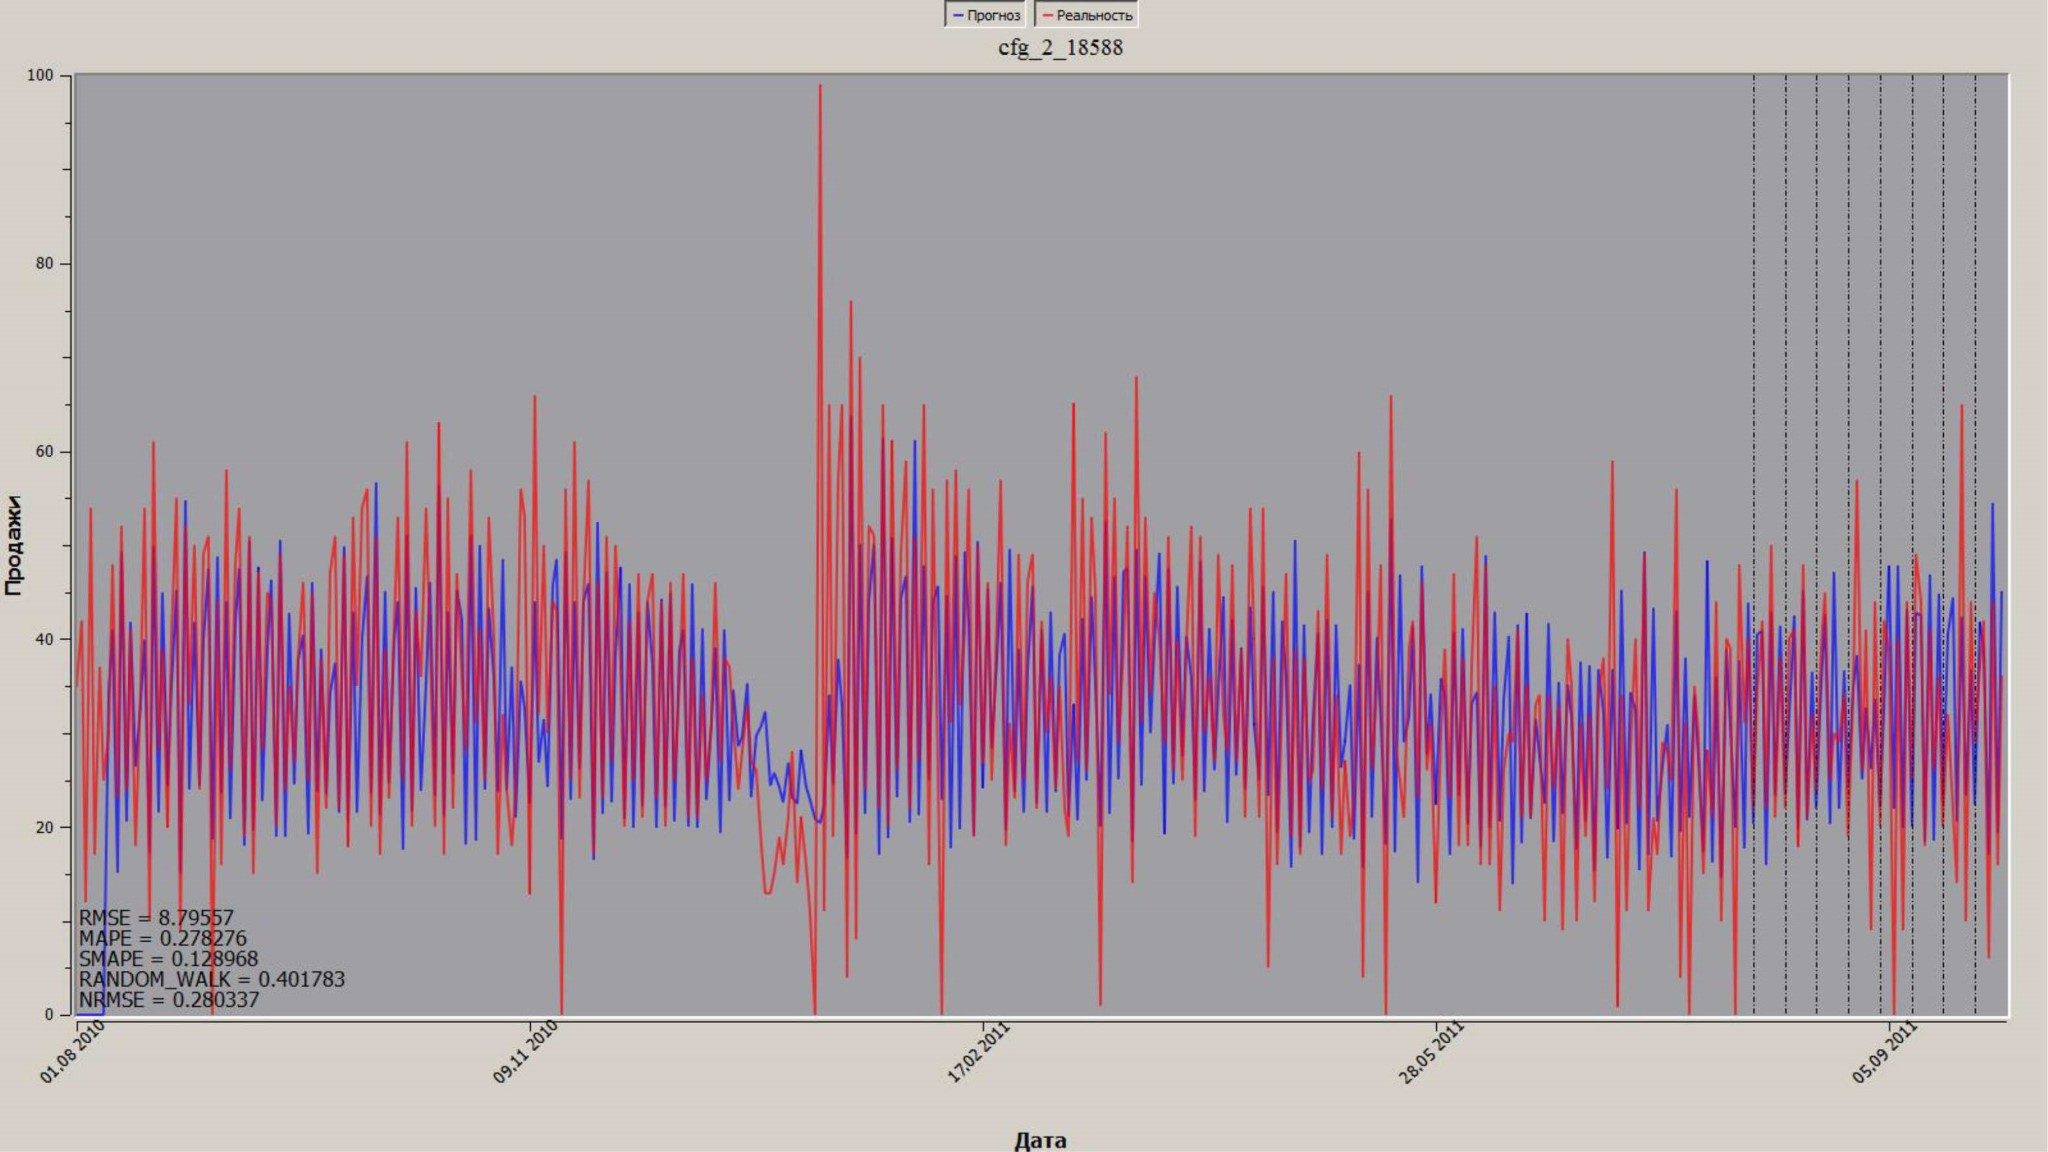 Прогноз Реальность
cfg_2_18588
100
80
60
40
20
0
Продажи
RMSE = 8.79557
MAPE = 0.278276
SMAPE = 0.128968
RANDOM_WALK = 0.401783
NRMSE = 0.280337
01.08 2010
09.11 2010
17.02 2011
28.05 2011
05.09 2011
Дата